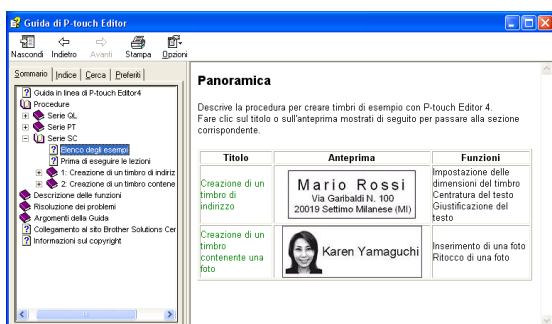 Guida di P-touch Editor
Nascondi Indietro Avanti Stampa Opzioni
Sommario Indice Cerca Preferiti
Guida in linea di P-touch Editor4
Procedure
Serie QL
Serie PT
Serie SC
Elenco degli esempi
Prima di eseguire le lezioni
1: Creazione di un timbro di indiriz
2: Creazione di un timbro contene
Descrizione delle funzioni
Risoluzione dei problemi
Argomenti della Guida
Collegamento al sito Brother Solutions Cer
Informazioni sul copyright
Panoramica
Descrive la procedura per creare timbri di esempio con P-touch Editor 4.
Fare clic sul titolo o sull'anteprima mostrati di seguito per passare alla sezione
corrispondente.
Titolo Anteprima Funzioni
Creazione di un
timbro di
indirizzo
Mario Rossi
Via Garibaldi N. 100
20019 Settimo Milanese (MI)
Impostazione delle
dimensioni del timbro
Centratura del testo
Giustificazione del
testo
Creazione di un
timbro
contenente una
foto
Karen Yamaguchi
Inserimento di una foto
Ritocco di una foto